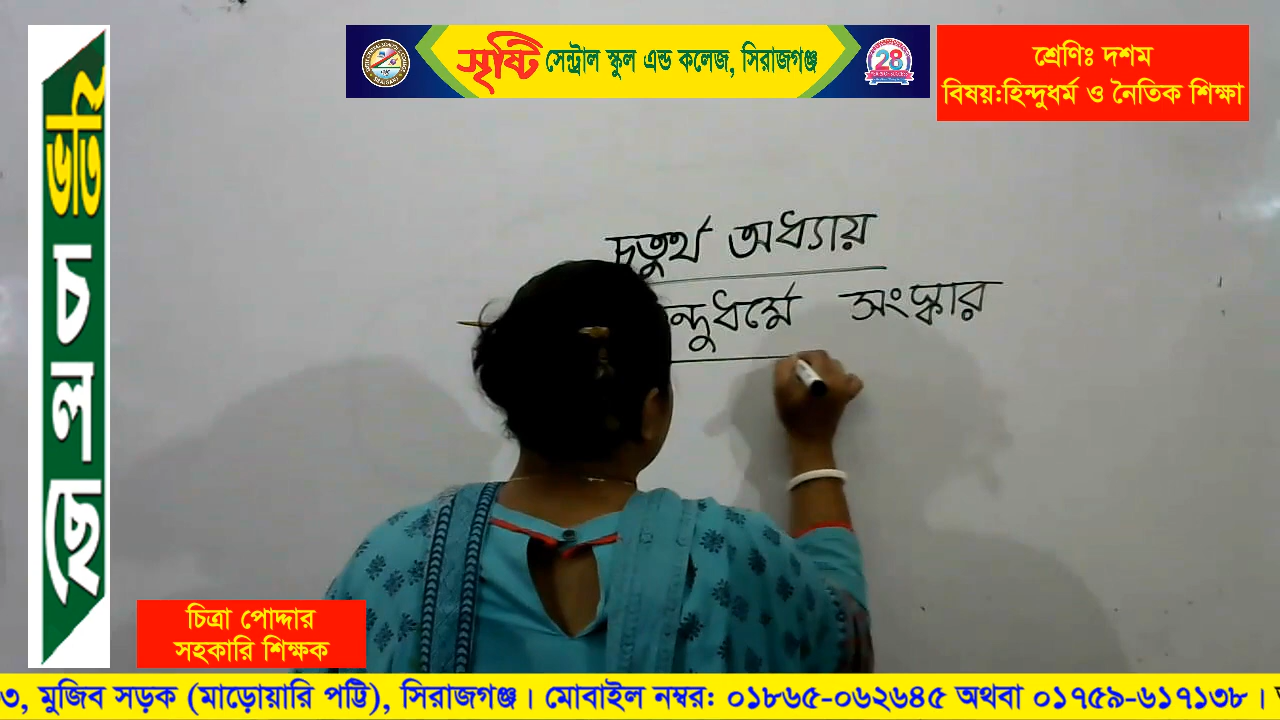 সৃষ্টি সেন্ট্রাল স্কুল এন্ড কলেজ, সিরাজগঞ্জ
28
শ্রেণিঃ দশম
বিষয়:হিন্দুধর্ম ও নৈতিক শিক্ষা
ভর্তি চলছে
চতুর্থ অধ্যায়
ন্দুধর্মে সংস্কার
চিত্রা পোদ্দার
সহকারি শিক্ষক
৩, মুজিব সড়ক (মাড়োয়ারি পট্টি), সিরাজগঞ্জ। মোবাইল নম্বর: ০১৮৬৫-০৬২৬৪৫ অথবা ০১৭৫৯-৬১৭১৩৮।